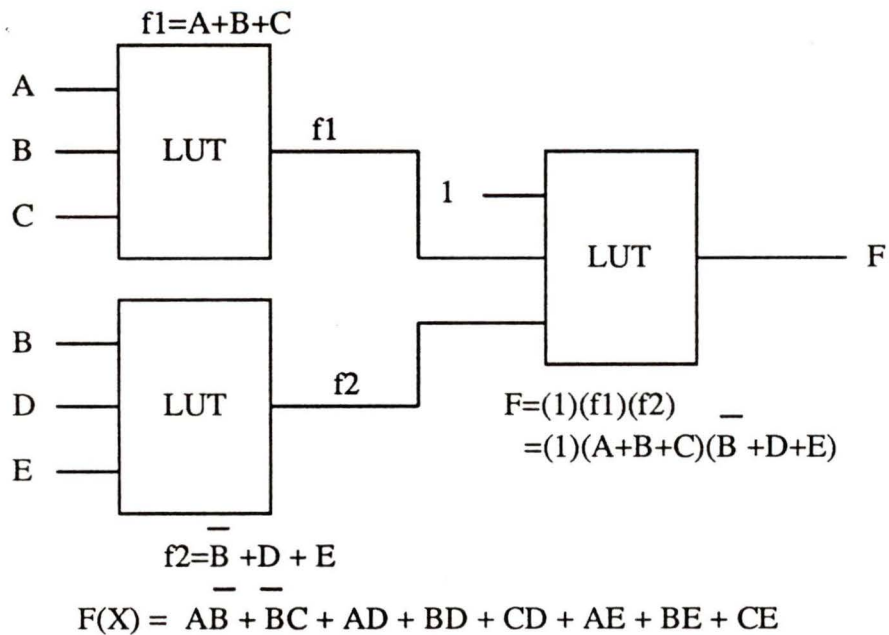 f1=A+B+C
A
B
C
LUT
f1
1
LUT
F
B
D
E
LUT
f2
F=(1)(f1)(f2)
=(1)(A+B+C)(B̅ +D+E)
f2=B̅ +D + E
F(X) = AB̅ + B̅C + AD + BD + CD + AE + BE + CE